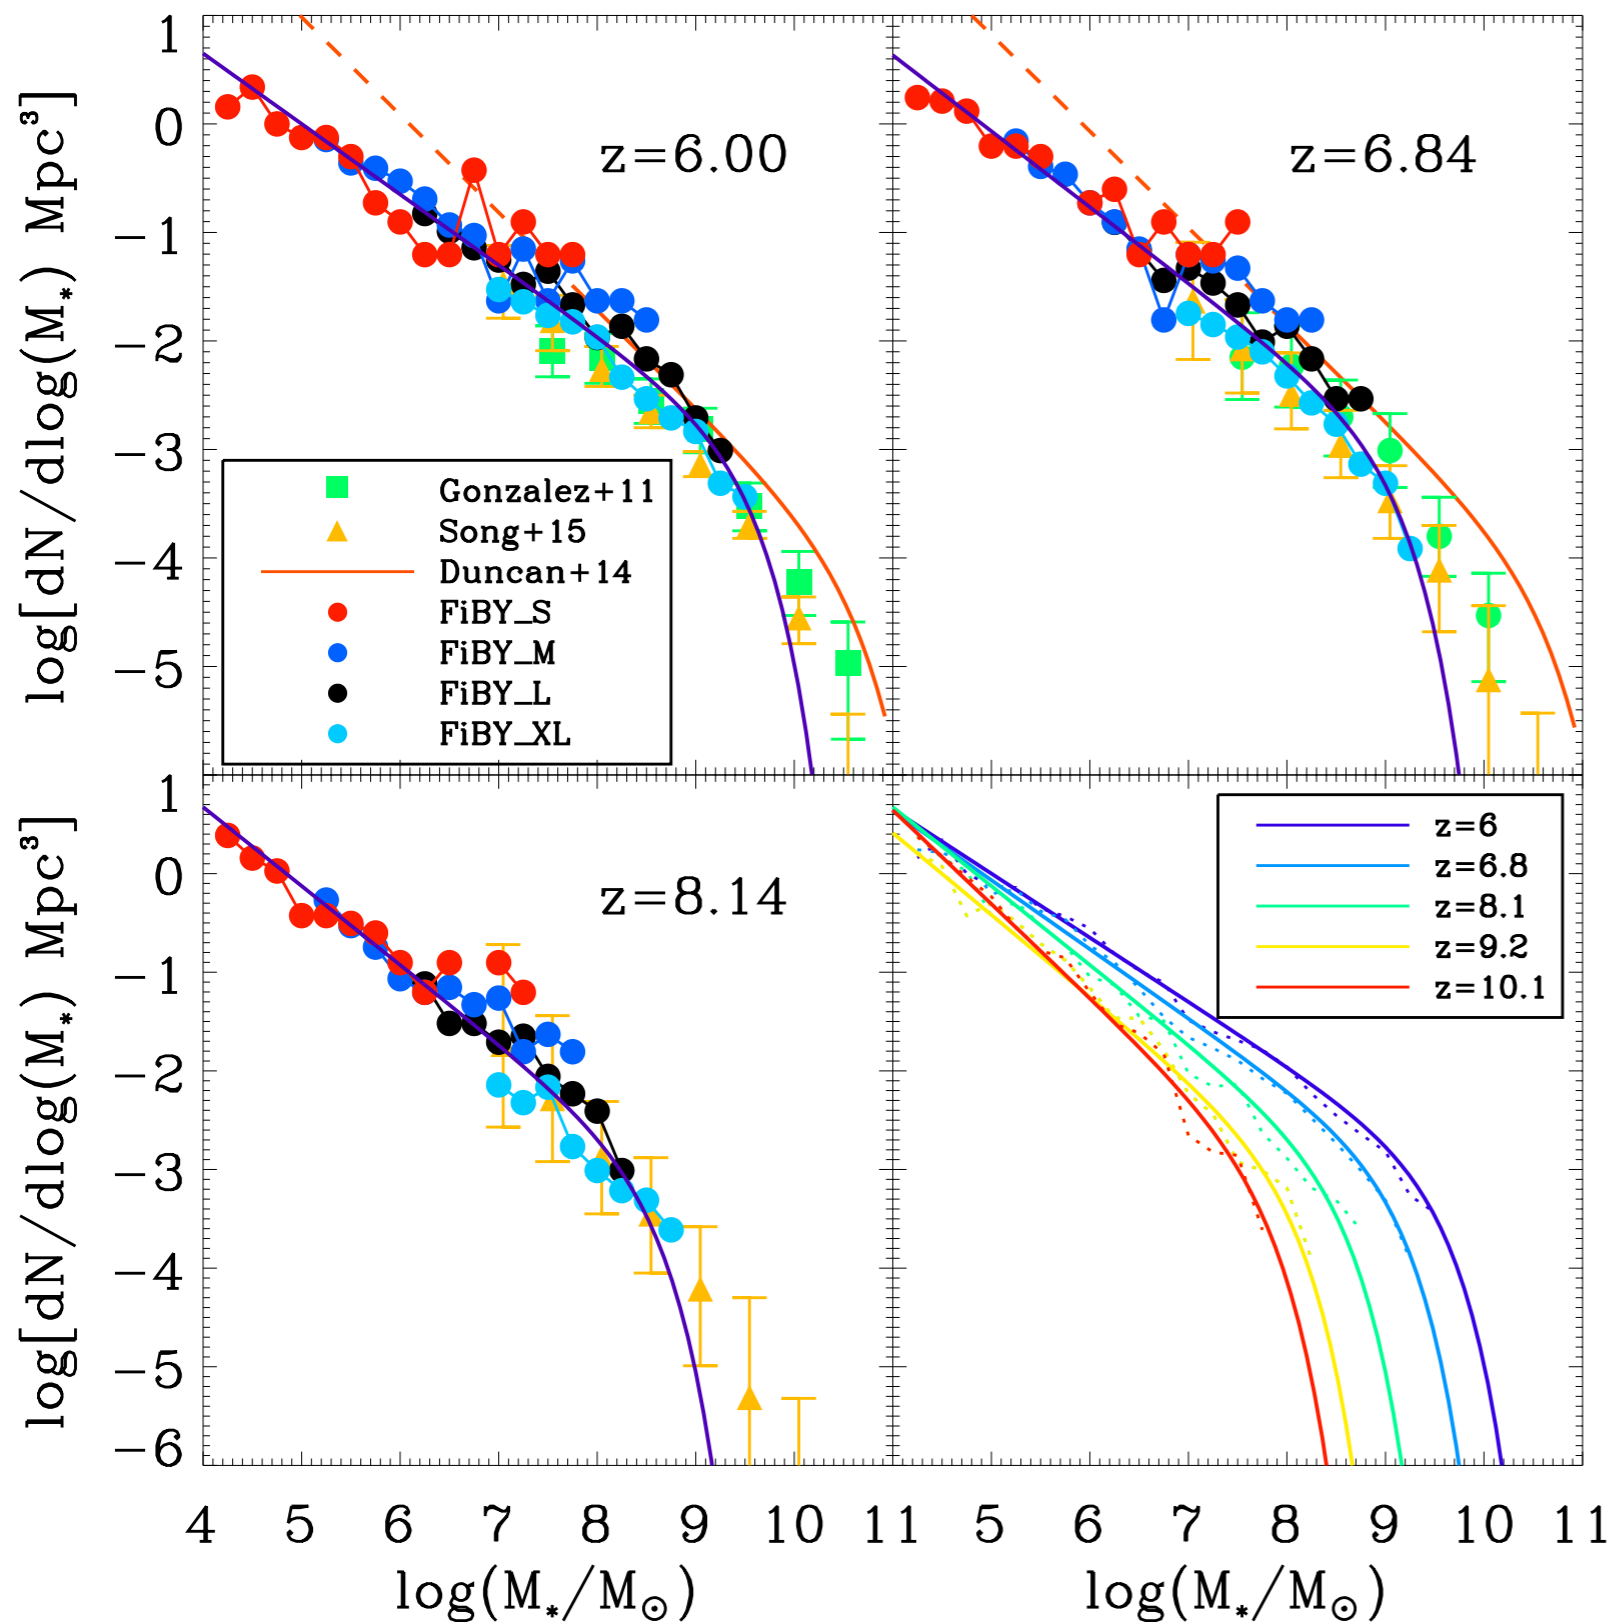 log[dN/dlog(M*) Mpc³]
1
0
−1
−2
−3
−4
−5
z=6.00
Gonzalez+11
Song+15
Duncan+14
FiBY_S
FiBY_M
FiBY_L
FiBY_XL
z=6.84
log[dN/dlog(M*) Mpc³]
1
0
−1
−2
−3
−4
−5
−6
z=8.14
z=6
z=6.8
z=8.1
z=9.2
z=10.1
4 5 6 7 8 9 10 11 5 6 7 8 9 10 11
log(M*/M⊙) log(M*/M⊙)